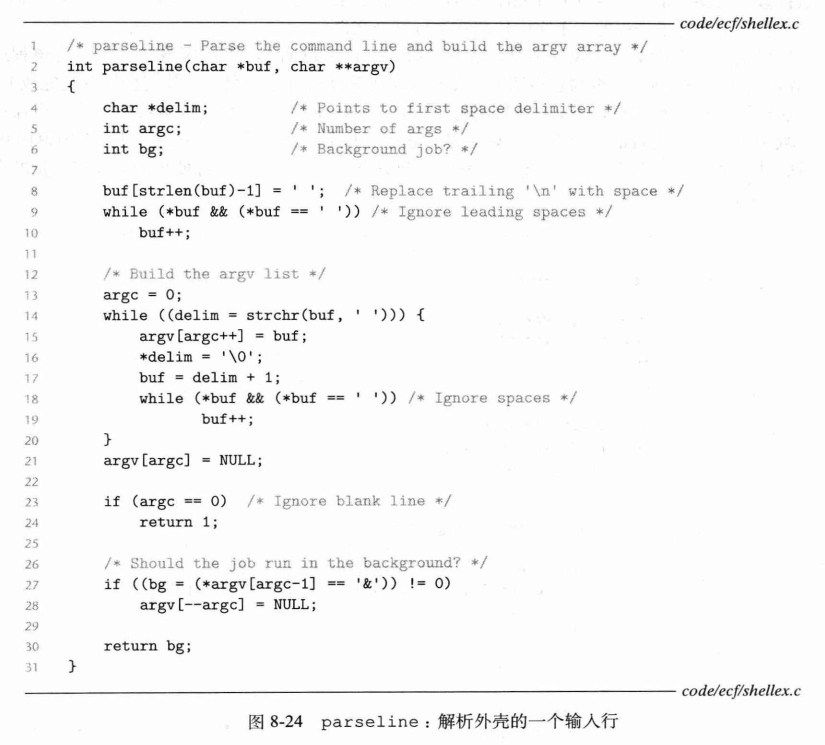 code/ecf/shellex.c
1 /* parseline - Parse the command line and build the argv array */
2 int parseline(char *buf, char **argv)
3 {
4     char *delim;         /* Points to first space delimiter */
5     int argc;            /* Number of args */
6     int bg;              /* Background job? */
7
8     buf[strlen(buf)-1] = ' ';  /* Replace trailing '\n' with space */
9     while (*buf && (*buf == ' ')) /* Ignore leading spaces */
10         buf++;
11
12     /* Build the argv list */
13     argc = 0;
14     while ((delim = strchr(buf, ' '))) {
15         argv[argc++] = buf;
16         *delim = '\0';
17         buf = delim + 1;
18         while (*buf && (*buf == ' ')) /* Ignore spaces */
19                buf++;
20     }
21     argv[argc] = NULL;
22
23     if (argc == 0)  /* Ignore blank line */
24         return 1;
25
26     /* Should the job run in the background? */
27     if ((bg = (*argv[argc-1] == '&')) != 0)
28         argv[--argc] = NULL;
29
30     return bg;
31 }
code/ecf/shellex.c
图 8-24 parseline：解析外壳的一个输入行